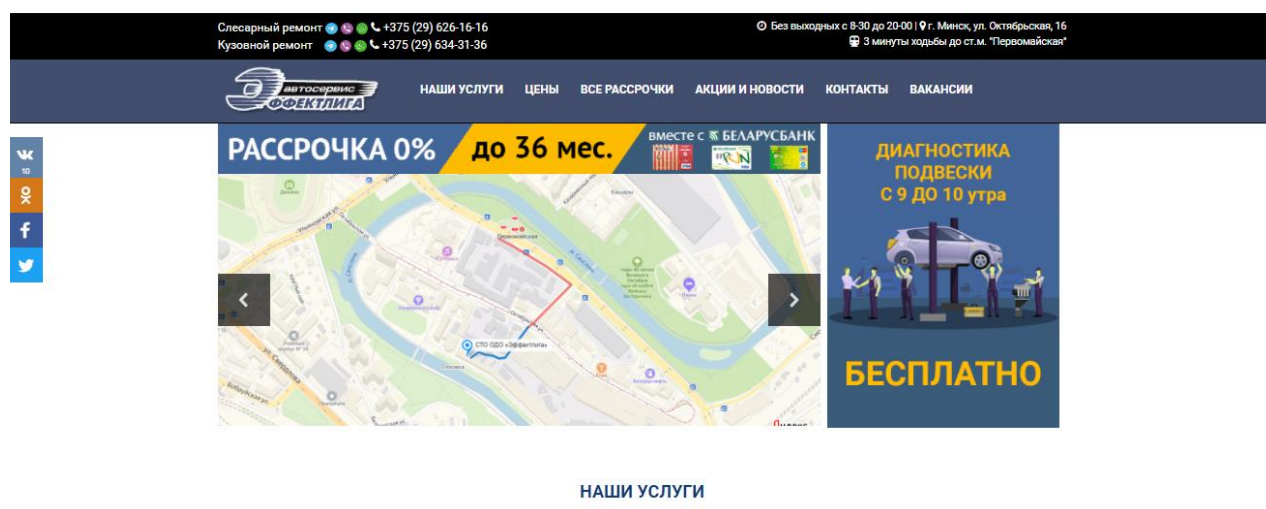 Слесарный ремонт +375 (29) 626-16-16
Кузовной ремонт +375 (29) 634-31-36
Без выходных с 8-30 до 20-00 | г. Минск, ул. Октябрьская, 16
3 минуты ходьбы до ст.м. "Первомайская"
автосервис
ЭФФЕКТЛИГА
НАШИ УСЛУГИ ЦЕНЫ ВСЕ РАССРОЧКИ АКЦИИ И НОВОСТИ КОНТАКТЫ ВАКАНСИИ
10
РАССРОЧКА 0% до 36 мес. вместе с БЕЛАРУСБАНК
ДИАГНОСТИКА
ПОДВЕСКИ
С 9 ДО 10 утра
БЕСПЛАТНО
Первомайская
СТО ОДО «Эффектлига»
НАШИ УСЛУГИ